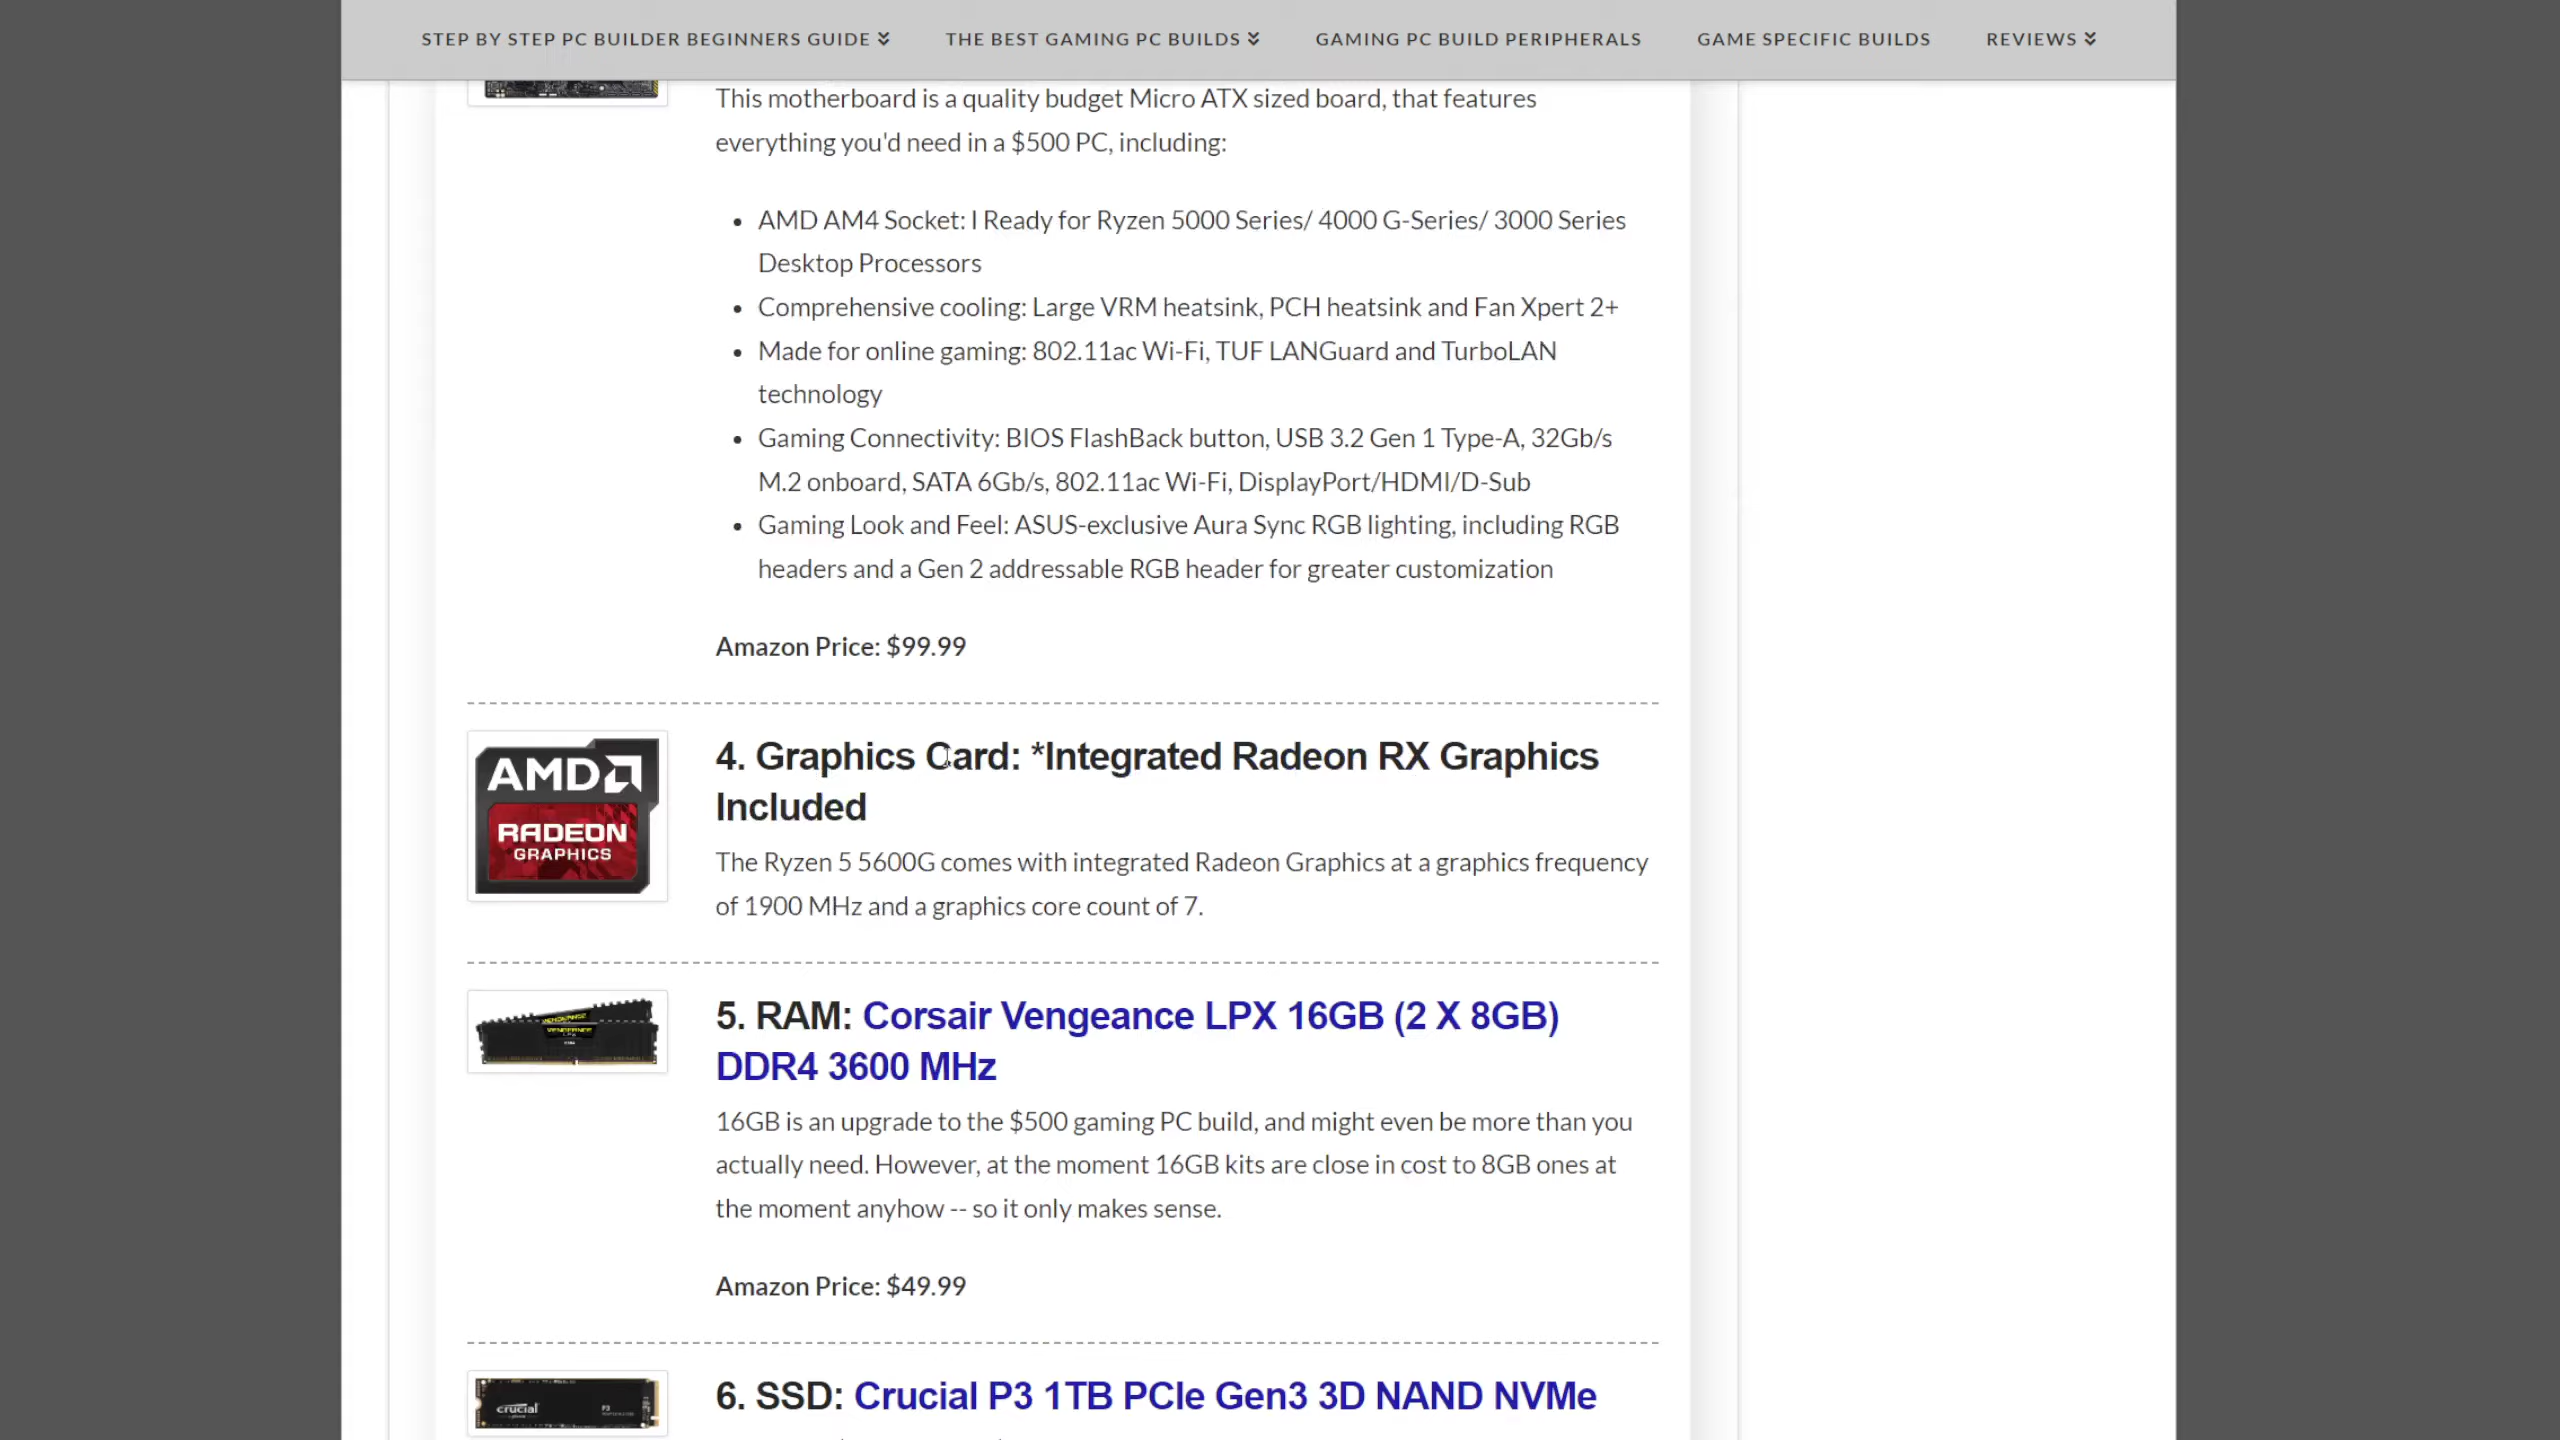 STEP BY STEP PC BUILDER BEGINNERS GUIDE THE BEST GAMING PC BUILDS GAMING PC BUILD PERIPHERALS GAME SPECIFIC BUILDS REVIEWS
This motherboard is a quality budget Micro ATX sized board, that features
everything you'd need in a $500 PC, including:
• AMD AM4 Socket: I Ready for Ryzen 5000 Series/ 4000 G-Series/ 3000 Series
Desktop Processors
• Comprehensive cooling: Large VRM heatsink, PCH heatsink and Fan Xpert 2+
• Made for online gaming: 802.11ac Wi-Fi, TUF LANGuard and TurboLAN
technology
• Gaming Connectivity: BIOS FlashBack button, USB 3.2 Gen 1 Type-A, 32Gb/s
M.2 onboard, SATA 6Gb/s, 802.11ac Wi-Fi, DisplayPort/HDMI/D-Sub
• Gaming Look and Feel: ASUS-exclusive Aura Sync RGB lighting, including RGB
headers and a Gen 2 addressable RGB header for greater customization
Amazon Price: $99.99
AMD
RADEON
GRAPHICS
4. Graphics Card: *Integrated Radeon RX Graphics
Included
The Ryzen 5 5600G comes with integrated Radeon Graphics at a graphics frequency
of 1900 MHz and a graphics core count of 7.
VENGEANCE
5. RAM: Corsair Vengeance LPX 16GB (2 X 8GB)
DDR4 3600 MHz
16GB is an upgrade to the $500 gaming PC build, and might even be more than you
actually need. However, at the moment 16GB kits are close in cost to 8GB ones at
the moment anyhow -- so it only makes sense.
Amazon Price: $49.99
crucial
P3
6. SSD: Crucial P3 1TB PCIe Gen3 3D NAND NVMe